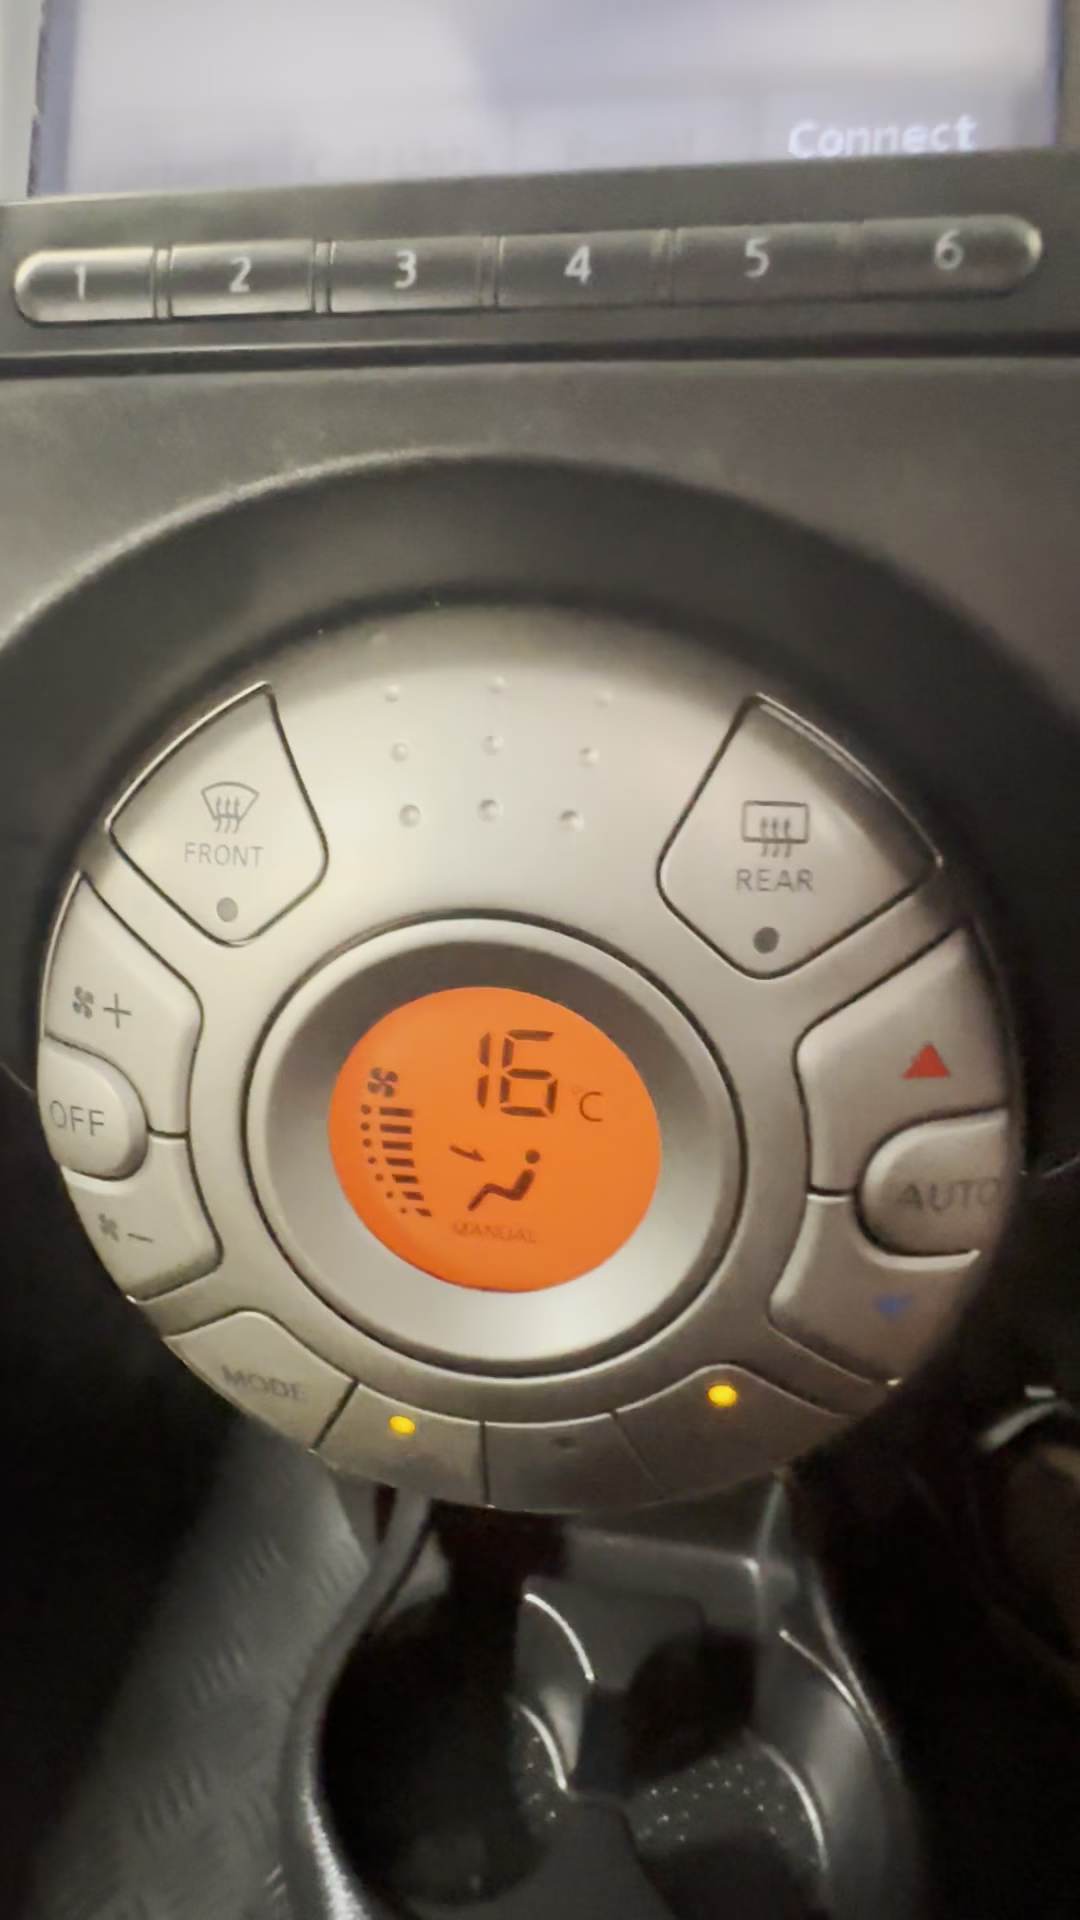 Connect
1 2 3 4 5 6
FRONT
REAR
+
16 °C
OFF
AUTO
−
MANUAL
MODE